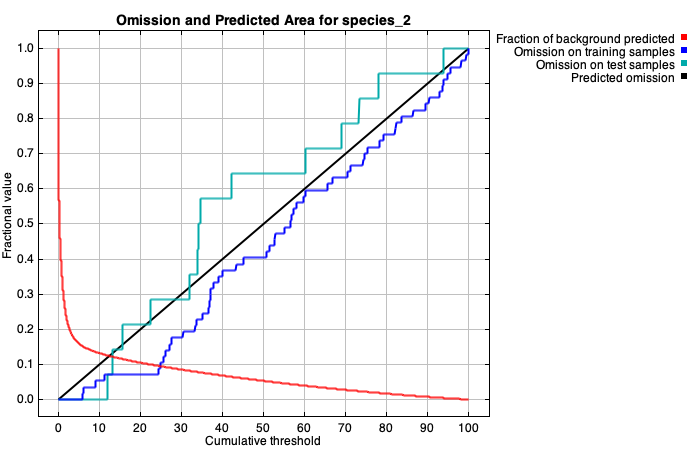 Omission and Predicted Area for species_2
Fraction of background predicted
Omission on training samples
Omission on test samples
Predicted omission
Fractional value
1.0
0.9
0.8
0.7
0.6
0.5
0.4
0.3
0.2
0.1
0.0
0 10 20 30 40 50 60 70 80 90 100
Cumulative threshold